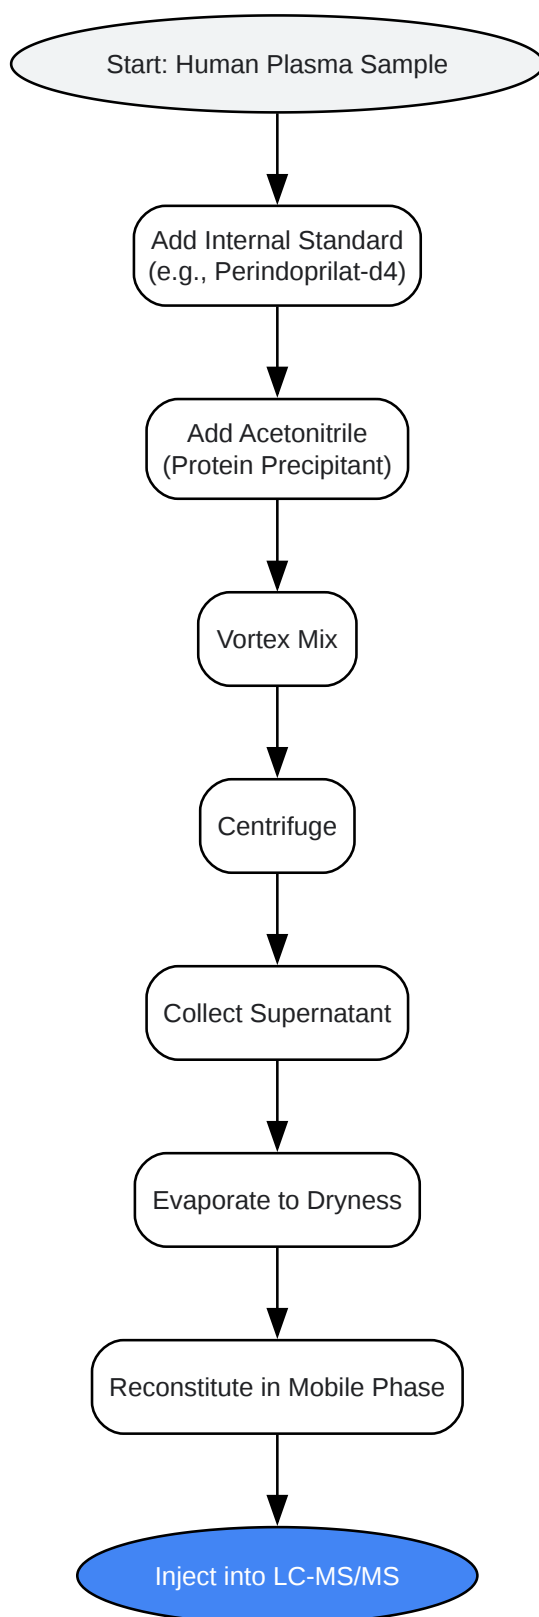 Start: Human Plasma Sample
Add Internal Standard
(e.g., Perindoprilat-d4)
Add Acetonitrile
(Protein Precipitant)
Vortex Mix
Centrifuge
Collect Supernatant
Evaporate to Dryness
Reconstitute in Mobile Phase
Inject into LC-MS/MS